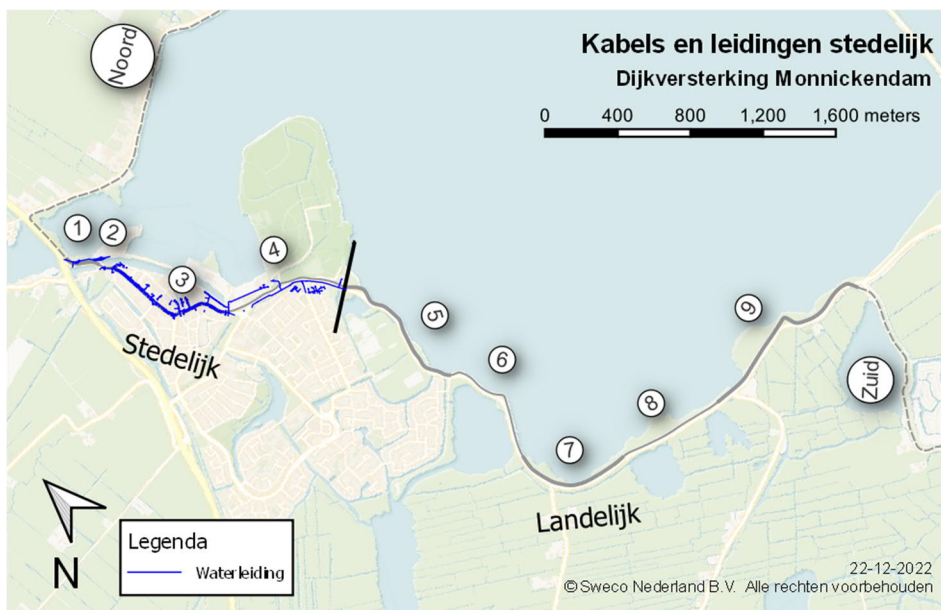 Noord
Kabels en leidingen stedelijk
Dijkversterking Monnickendam
0 400 800 1,200 1,600 meters
1
2
3
4
5
6
7
8
9
Stedelijk
Zuid
Landelijk
N
Legenda
Waterleiding
22-12-2022
© Sweco Nederland B.V. Alle rechten voorbehouden